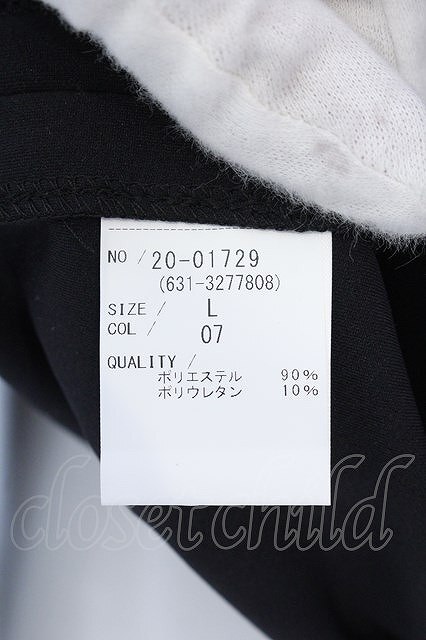 NO / 20-01729
(631-3277808)
SIZE / L
COL / 07
QUALITY /
ポリエステル 90%
ポリウレタン 10%
closet child